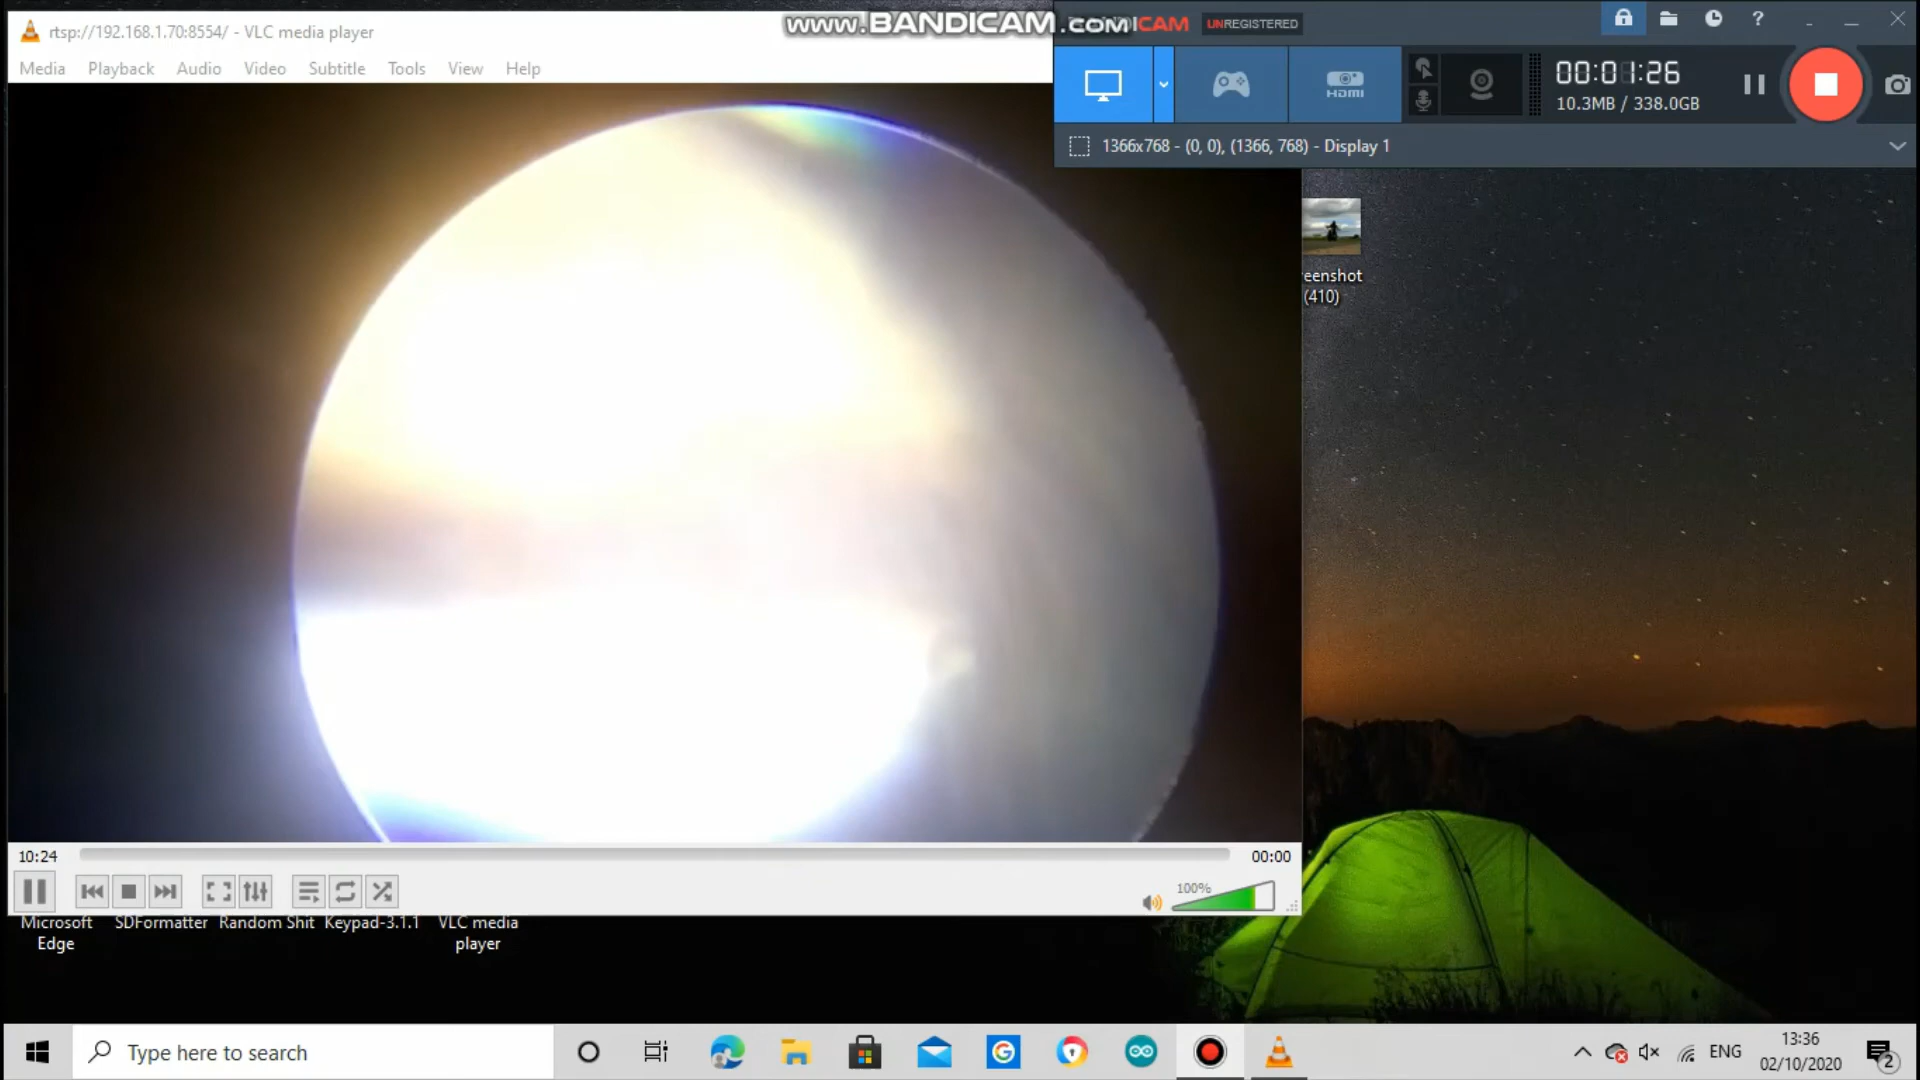 rtsp://192.168.1.70:8554/ - VLC media player
www.BANDICAM.com
CAM
UNREGISTERED
?
Media Playback Audio Video Subtitle Tools View Help
HDMI
00:01:26
10.3MB / 338.0GB
1366x768 - (0, 0), (1366, 768) - Display 1
eenshot
(410)
10:24
00:00
100%
Microsoft
Edge
SDFormatter
Random Shit
Keypad-3.1.1
VLC media
player
Type here to search
G
ENG
13:36
02/10/2020
2